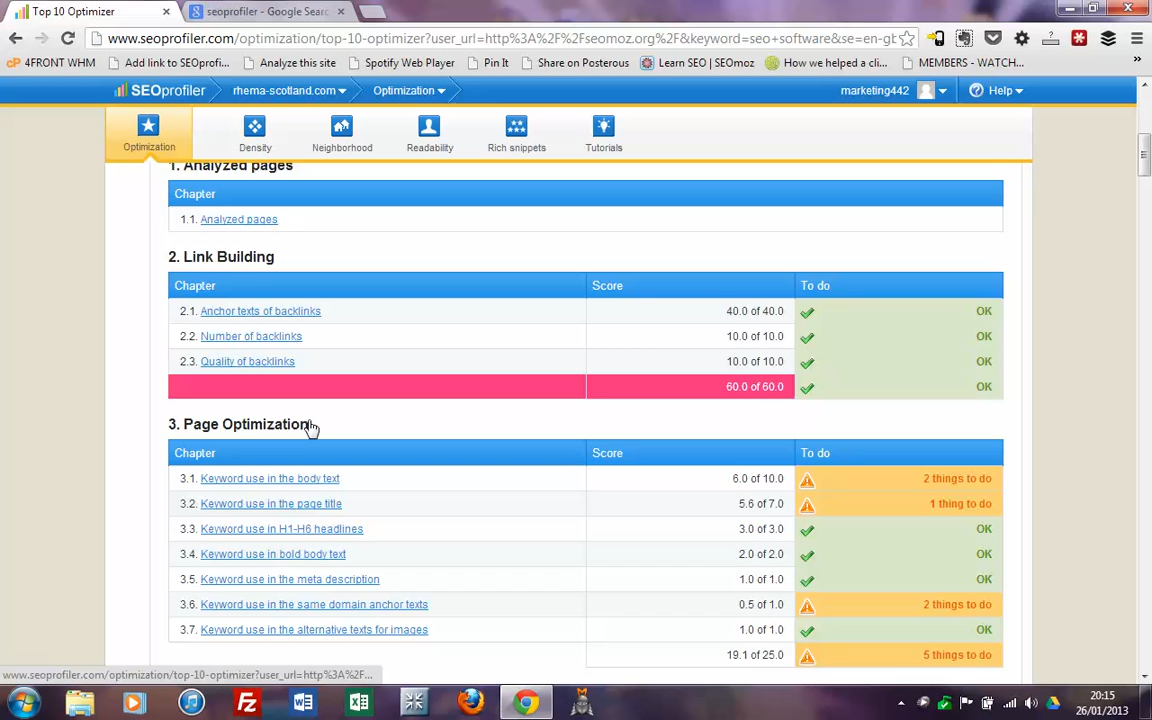 Top 10 Optimizer
seoprofiler - Google Searc
www.seoprofiler.com/optimization/top-10-optimizer?user_url=http%3A%2F%2Fseomoz.org%2F&keyword=seo+software&se=en-gb
4FRONT WHM
Add link to SEOprofi...
Analyze this site
Spotify Web Player
Pin It
Share on Posterous
Learn SEO | SEOmoz
How we helped a cli...
MEMBERS - WATCH...
SEOprofiler
rhema-scotland.com
Optimization
marketing442
Help
Optimization
Density
Neighborhood
Readability
Rich snippets
Tutorials
1. Analyzed pages
Chapter
1.1. Analyzed pages
2. Link Building
Chapter Score To do
2.1. Anchor texts of backlinks 40.0 of 40.0 OK
2.2. Number of backlinks 10.0 of 10.0 OK
2.3. Quality of backlinks 10.0 of 10.0 OK
60.0 of 60.0 OK
3. Page Optimization
Chapter Score To do
3.1. Keyword use in the body text 6.0 of 10.0 2 things to do
3.2. Keyword use in the page title 5.6 of 7.0 1 thing to do
3.3. Keyword use in H1-H6 headlines 3.0 of 3.0 OK
3.4. Keyword use in bold body text 2.0 of 2.0 OK
3.5. Keyword use in the meta description 1.0 of 1.0 OK
3.6. Keyword use in the same domain anchor texts 0.5 of 1.0 2 things to do
3.7. Keyword use in the alternative texts for images 1.0 of 1.0 OK
19.1 of 25.0 5 things to do
www.seoprofiler.com/optimization/top-10-optimizer?user_url=http%3A%2F...
20:15
26/01/2013